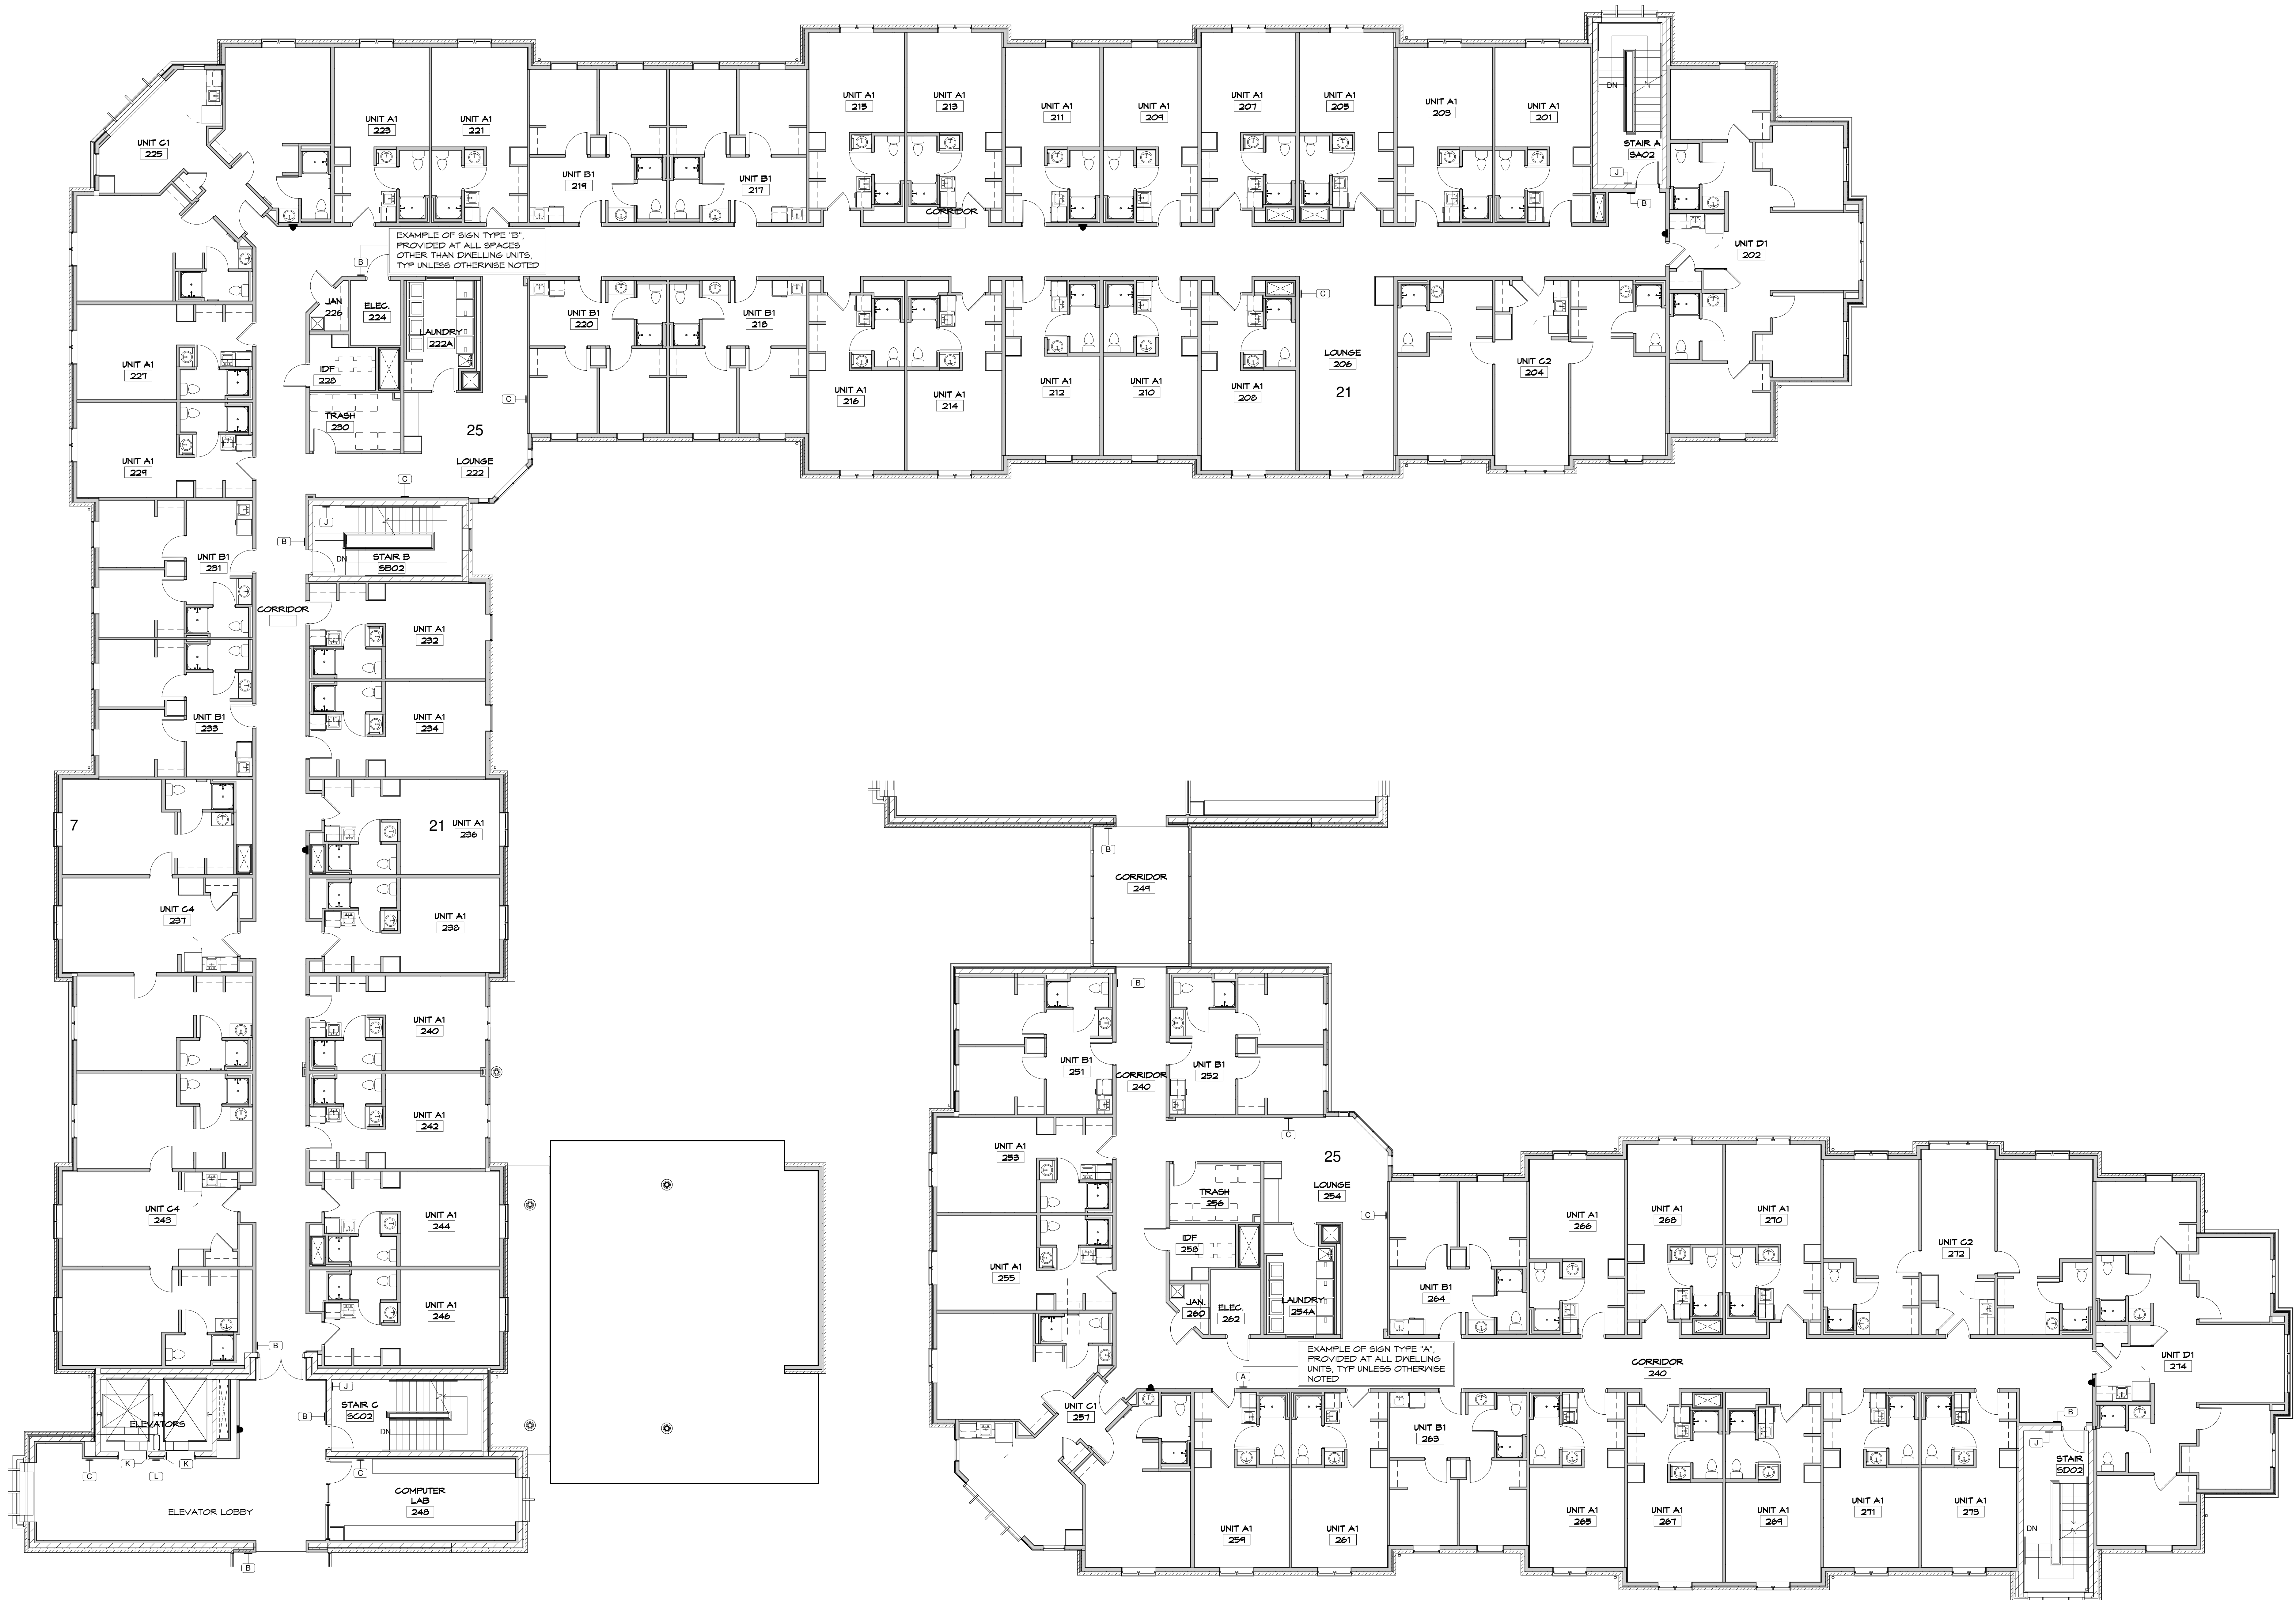 UNIT A1
215
UNIT A1
213
UNIT A1
211
UNIT A1
209
UNIT A1
207
UNIT A1
205
UNIT A1
203
UNIT A1
201
DN
STAIR A
SA02
J
B
UNIT C1
225
UNIT A1
223
UNIT A1
221
UNIT B1
219
UNIT B1
217
CORRIDOR
UNIT D1
202
EXAMPLE OF SIGN TYPE "B",
PROVIDED AT ALL SPACES
OTHER THAN DWELLING UNITS,
TYP UNLESS OTHERWISE NOTED
B
JAN
226
ELEC.
224
LAUNDRY
222A
UNIT B1
220
UNIT B1
218
C
LOUNGE
206
21
UNIT C2
204
UNIT A1
227
IDF
228
UNIT A1
216
UNIT A1
214
UNIT A1
212
UNIT A1
210
UNIT A1
208
C
TRASH
230
25
LOUNGE
222
UNIT A1
229
C
J
B
DN
STAIR B
SB02
UNIT B1
231
CORRIDOR
UNIT A1
232
UNIT B1
233
UNIT A1
234
7
21
UNIT A1
236
UNIT C4
237
UNIT A1
238
UNIT A1
240
UNIT A1
242
UNIT C4
243
UNIT A1
244
UNIT A1
246
B
J
STAIR C
SC02
B
DN
ELEVATORS
K
K
C
L
C
ELEVATOR LOBBY
COMPUTER
LAB
248
B
B
CORRIDOR
249
B
UNIT B1
251
CORRIDOR
240
UNIT B1
252
C
UNIT A1
253
25
TRASH
256
LOUNGE
254
C
UNIT A1
255
IDF
258
JAN.
260
ELEC.
262
LAUNDRY
254A
UNIT B1
264
UNIT A1
266
UNIT A1
268
UNIT A1
270
UNIT C2
272
UNIT D1
274
EXAMPLE OF SIGN TYPE "A",
PROVIDED AT ALL DWELLING
UNITS, TYP UNLESS OTHERWISE
NOTED
A
CORRIDOR
240
UNIT C1
257
UNIT B1
263
B
J
STAIR
SD02
DN
UNIT A1
259
UNIT A1
261
UNIT A1
265
UNIT A1
267
UNIT A1
269
UNIT A1
271
UNIT A1
273